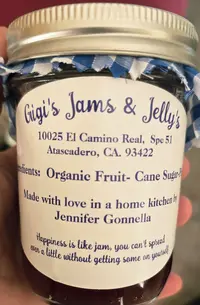 Gigi's Jams & Jelly's
10025 El Camino Real, Spc 51
Atascadero, CA. 93422
Organic Fruit- Cane Sugar-
Made with love in a home kitchen by
Jennifer Gonnella
Happiness is like jam, you can't spread
even a little without getting some on yourself.